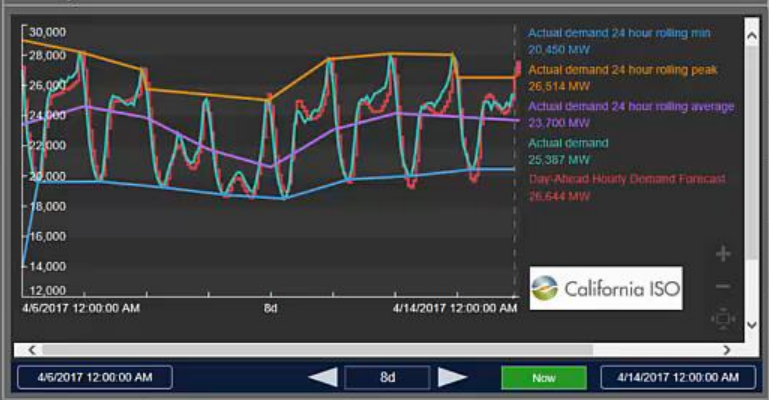 30,000
28,000
26,000
24,000
22,000
20,000
18,000
16,000
14,000
12,000
4/6/2017 12:00:00 AM
8d
4/14/2017 12:00:00 AM
Actual demand 24 hour rolling min
20,450 MW
Actual demand 24 hour rolling peak
26,514 MW
Actual demand 24 hour rolling average
23,700 MW
Actual demand
25,387 MW
Day-Ahead Hourly Demand Forecast
26,644 MW
California ISO
4/6/2017 12:00:00 AM
8d
Now
4/14/2017 12:00:00 AM